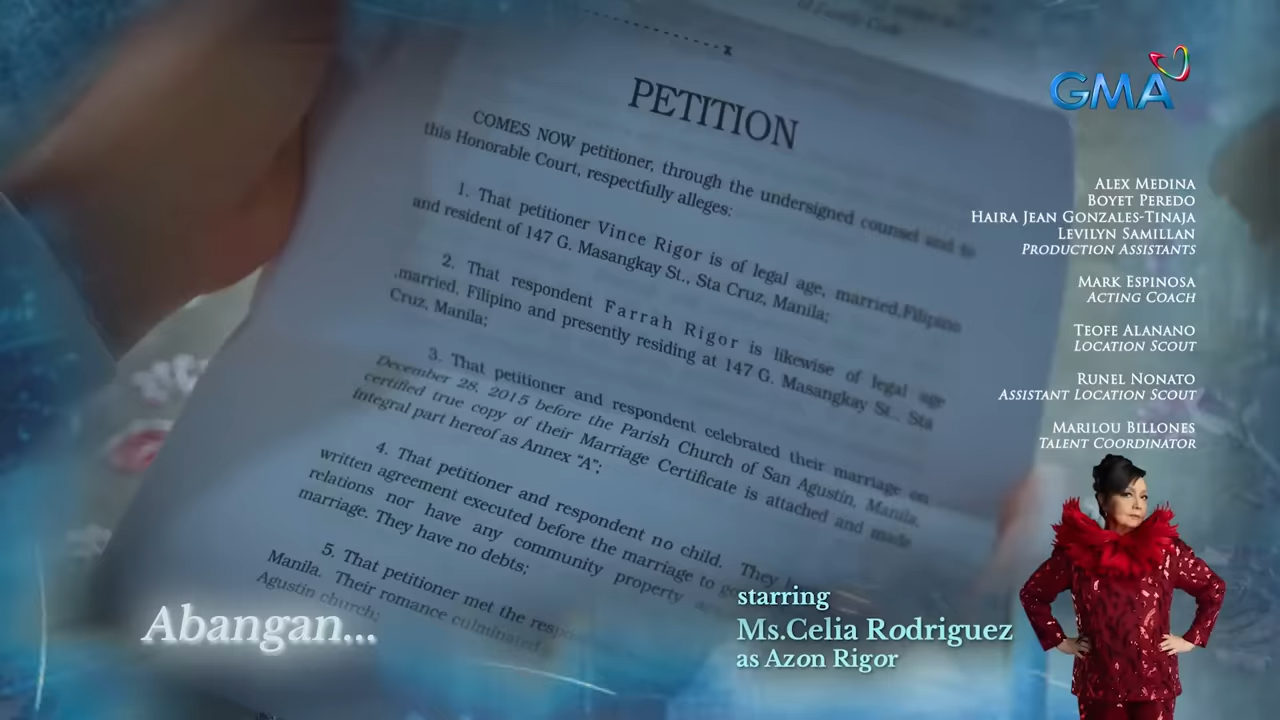 of Family Code
x
PETITION
COMES NOW petitioner, through the undersigned counsel and to
this Honorable Court, respectfully alleges:
1. That petitioner Vince Rigor is of legal age, married,Filipino
and resident of 147 G. Masangkay St., Sta Cruz, Manila;
2. That respondent Farrah Rigor is likewise of legal age
,married, Filipino and presently residing at 147 G. Masangkay St., Sta
Cruz, Manila;
3. That petitioner and respondent celebrated their marriage on
December 28, 2015 before the Parish Church of San Agustin, Manila,
certified true copy of their Marriage Certificate is attached and made
integral part hereof as Annex "A";
4. That petitioner and respondent no child. They
written agreement executed before the marriage to
relations nor have any community property
marriage. They have no debts;
5. That petitioner met the
Manila. Their romance culminated
Agustin church;
GMA
ALEX MEDINA
BOYET PEREDO
HAIRA JEAN GONZALES-TINAJA
LEVILYN SAMILLAN
PRODUCTION ASSISTANTS
MARK ESPINOSA
ACTING COACH
TEOFE ALANANO
LOCATION SCOUT
RUNEL NONATO
ASSISTANT LOCATION SCOUT
MARILOU BILLONES
TALENT COORDINATOR
Abangan...
starring
Ms.Celia Rodriguez
as Azon Rigor